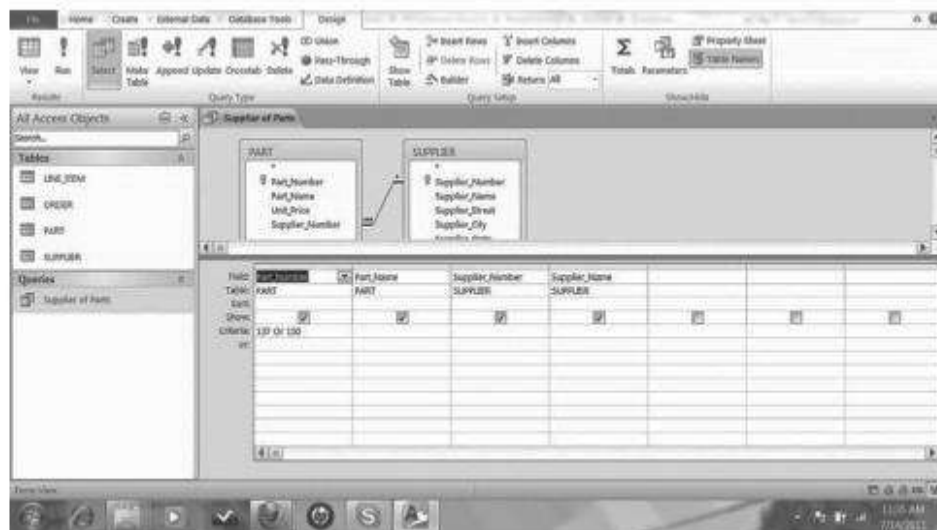 File Home Create External Data Database Tools Design
View Run Select Make Table Append Update Crosstab Delete
Union
Pass-Through
Data Definition
Show Table
Insert Rows
Delete Rows
Builder
Insert Columns
Delete Columns
Return: All
Totals Parameters
Property Sheet
Table Names
Results Query Type Query Setup Show/Hide
All Access Objects
Search...
Tables
LINE_ITEM
ORDER
PART
SUPPLIER
Queries
Supplier of Parts
Supplier of Parts
PART
*
Part_Number
Part_Name
Unit_Price
Supplier_Number
SUPPLIER
*
Supplier_Number
Supplier_Name
Supplier_Street
Supplier_City
Field: Part_Number Part_Name Supplier_Number Supplier_Name
Table: PART PART SUPPLIER SUPPLIER
Sort:
Show:
Criteria: 137 Or 150
or:
Form View
11:05 AM